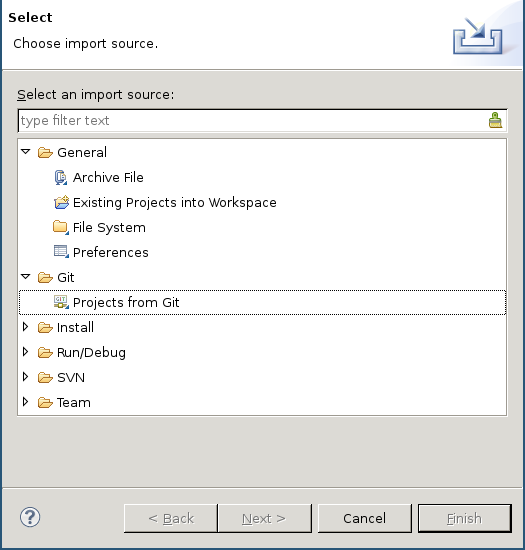 Select
Choose import source.
Select an import source:
type filter text
General
Archive File
Existing Projects into Workspace
File System
Preferences
Git
GIT Projects from Git
Install
Run/Debug
SVN
Team
? < Back Next > Cancel Finish